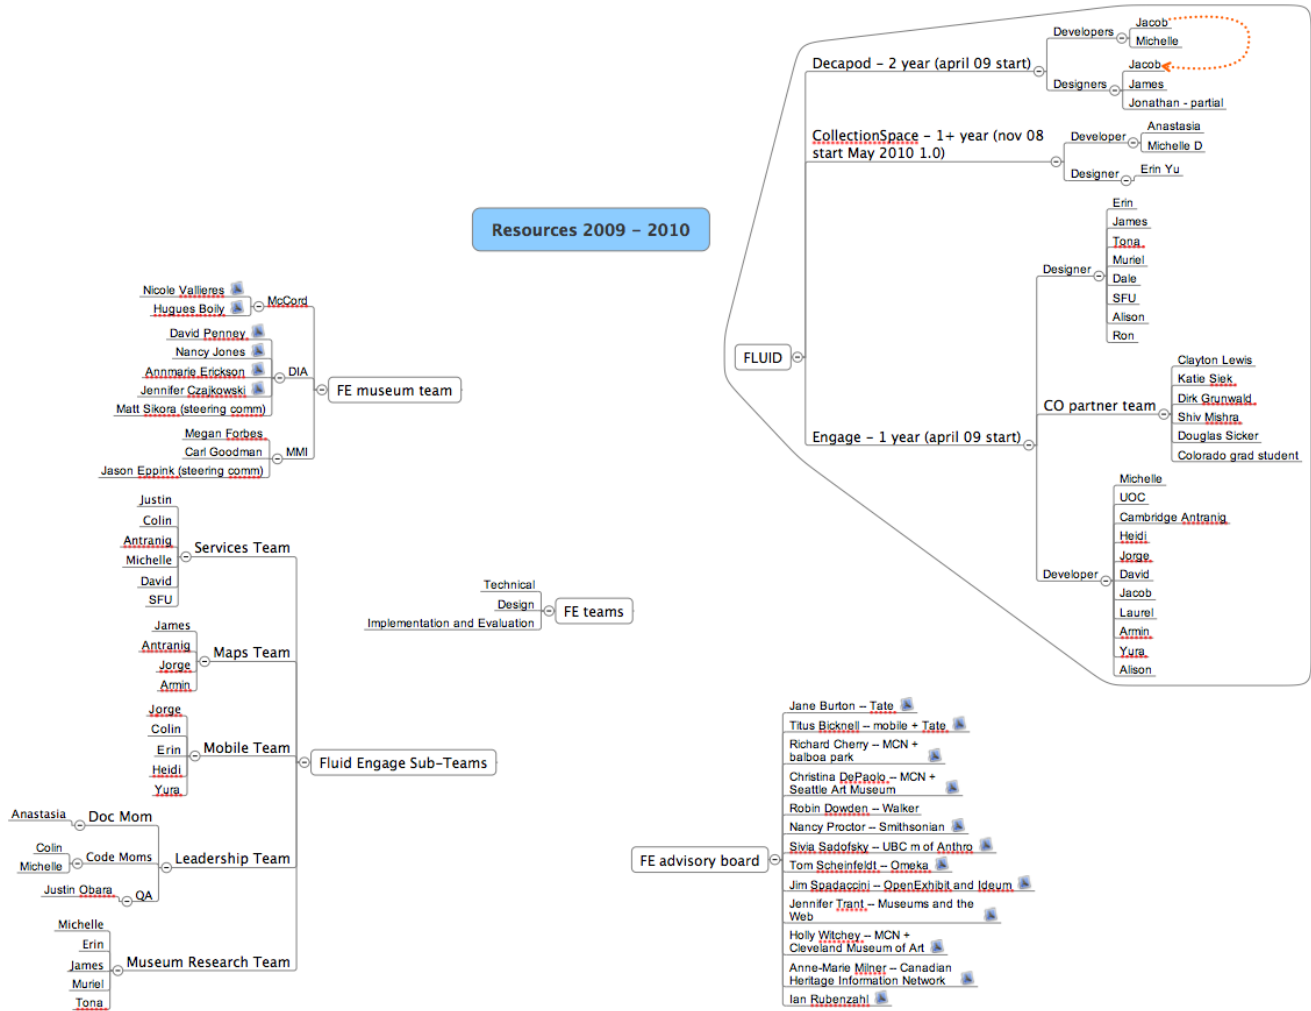 Resources 2009 – 2010
FLUID
Decapod – 2 year (april 09 start)
Developers
Jacob
Michelle
Designers
Jacob
James
Jonathan - partial
CollectionSpace – 1+ year (nov 08
start May 2010 1.0)
Developer
Anastasia
Michelle D
Designer
Erin Yu
Engage – 1 year (april 09 start)
Designer
Erin
James
Tona
Muriel
Dale
SFU
Alison
Ron
CO partner team
Clayton Lewis
Katie Siek
Dirk Grunwald
Shiv Mishra
Douglas Sicker
Colorado grad student
Developer
Michelle
UOC
Cambridge Antranig
Heidi
Jorge
David
Jacob
Laurel
Armin
Yura
Alison
FE museum team
McCord
Nicole Vallieres
Hugues Boily
DIA
David Penney
Nancy Jones
Annmarie Erickson
Jennifer Czajkowski
Matt Sikora (steering comm)
MMI
Megan Forbes
Carl Goodman
Jason Eppink (steering comm)
FE teams
Technical
Design
Implementation and Evaluation
Fluid Engage Sub-Teams
Services Team
Justin
Colin
Antranig
Michelle
David
SFU
Maps Team
James
Antranig
Jorge
Armin
Mobile Team
Jorge
Colin
Erin
Heidi
Yura
Leadership Team
Doc Mom
Anastasia
Code Moms
Colin
Michelle
QA
Justin Obara
Museum Research Team
Michelle
Erin
James
Muriel
Tona
FE advisory board
Jane Burton – Tate
Titus Bicknell – mobile + Tate
Richard Cherry – MCN +
balboa park
Christina DePaolo – MCN +
Seattle Art Museum
Robin Dowden – Walker
Nancy Proctor – Smithsonian
Sivia Sadofsky – UBC m of Anthro
Tom Scheinfeldt – Omeka
Jim Spadaccini – OpenExhibit and Ideum
Jennifer Trant – Museums and the
Web
Holly Witchey – MCN +
Cleveland Museum of Art
Anne-Marie Milner – Canadian
Heritage Information Network
Ian Rubenzahl